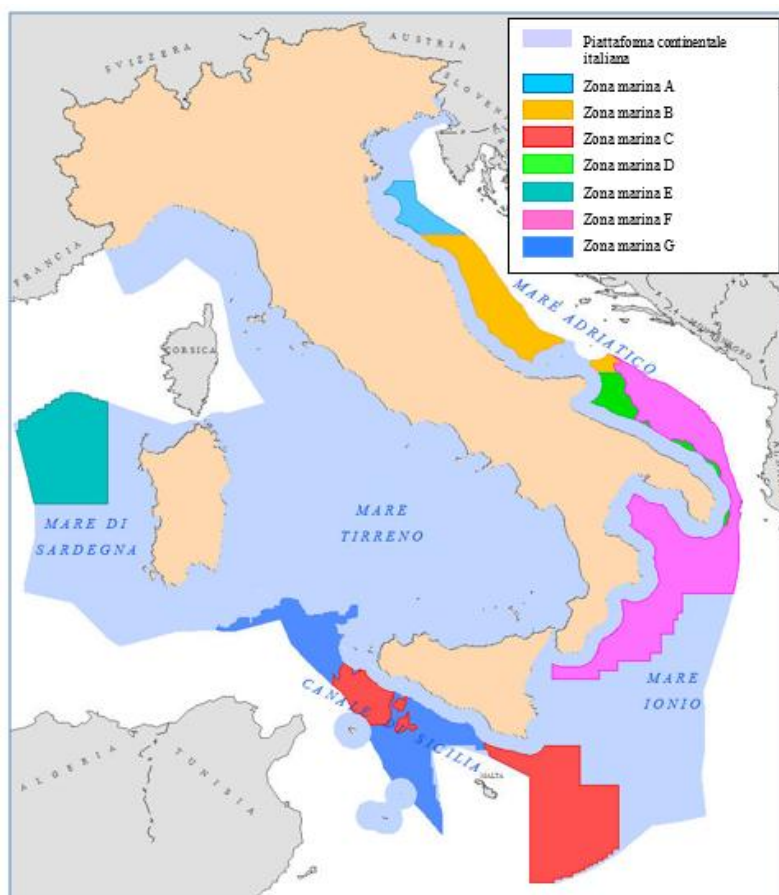 SVIZZERA
AUSTRIA
Piattaforma continentale
italiana
Zona marina A
Zona marina B
Zona marina C
Zona marina D
Zona marina E
Zona marina F
Zona marina G
FRANCIA
CORSICA
MARE ADRIATICO
MARE DI
SARDEGNA
MARE
TIRRENO
MARE
IONIO
CANALE DI SICILIA
MALTA
ALGERIA
TUNISIA